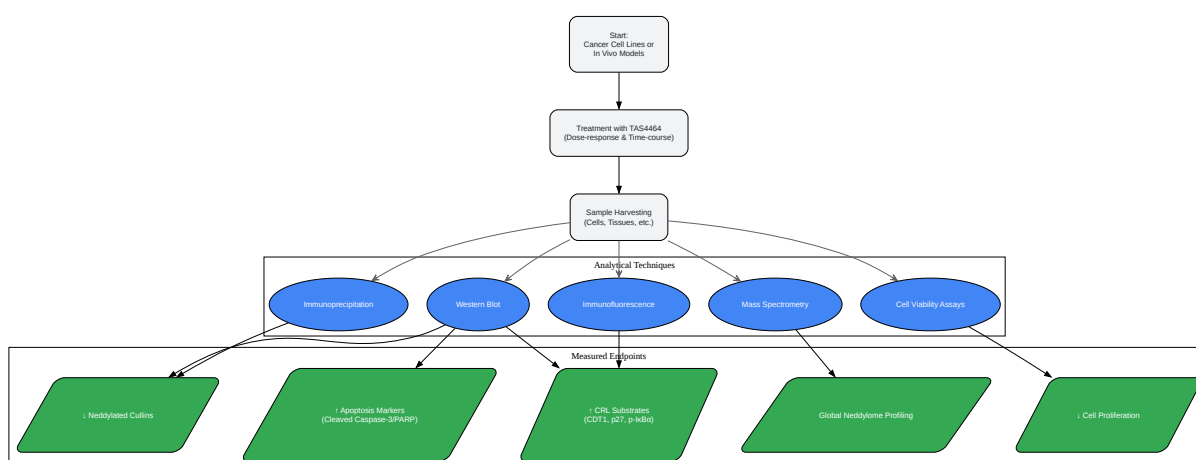 Start:
Cancer Cell Lines or
In Vivo Models
Treatment with TAS4464
(Dose-response & Time-course)
Sample Harvesting
(Cells, Tissues, etc.)
Analytical Techniques
Immunoprecipitation
Western Blot
Immunofluorescence
Mass Spectrometry
Cell Viability Assays
Measured Endpoints
↓ Neddylated Cullins
↑ Apoptosis Markers
(Cleaved Caspase-3/PARP)
↑ CRL Substrates
(CDT1, p27, p-IκBα)
Global Neddylome Profiling
↓ Cell Proliferation